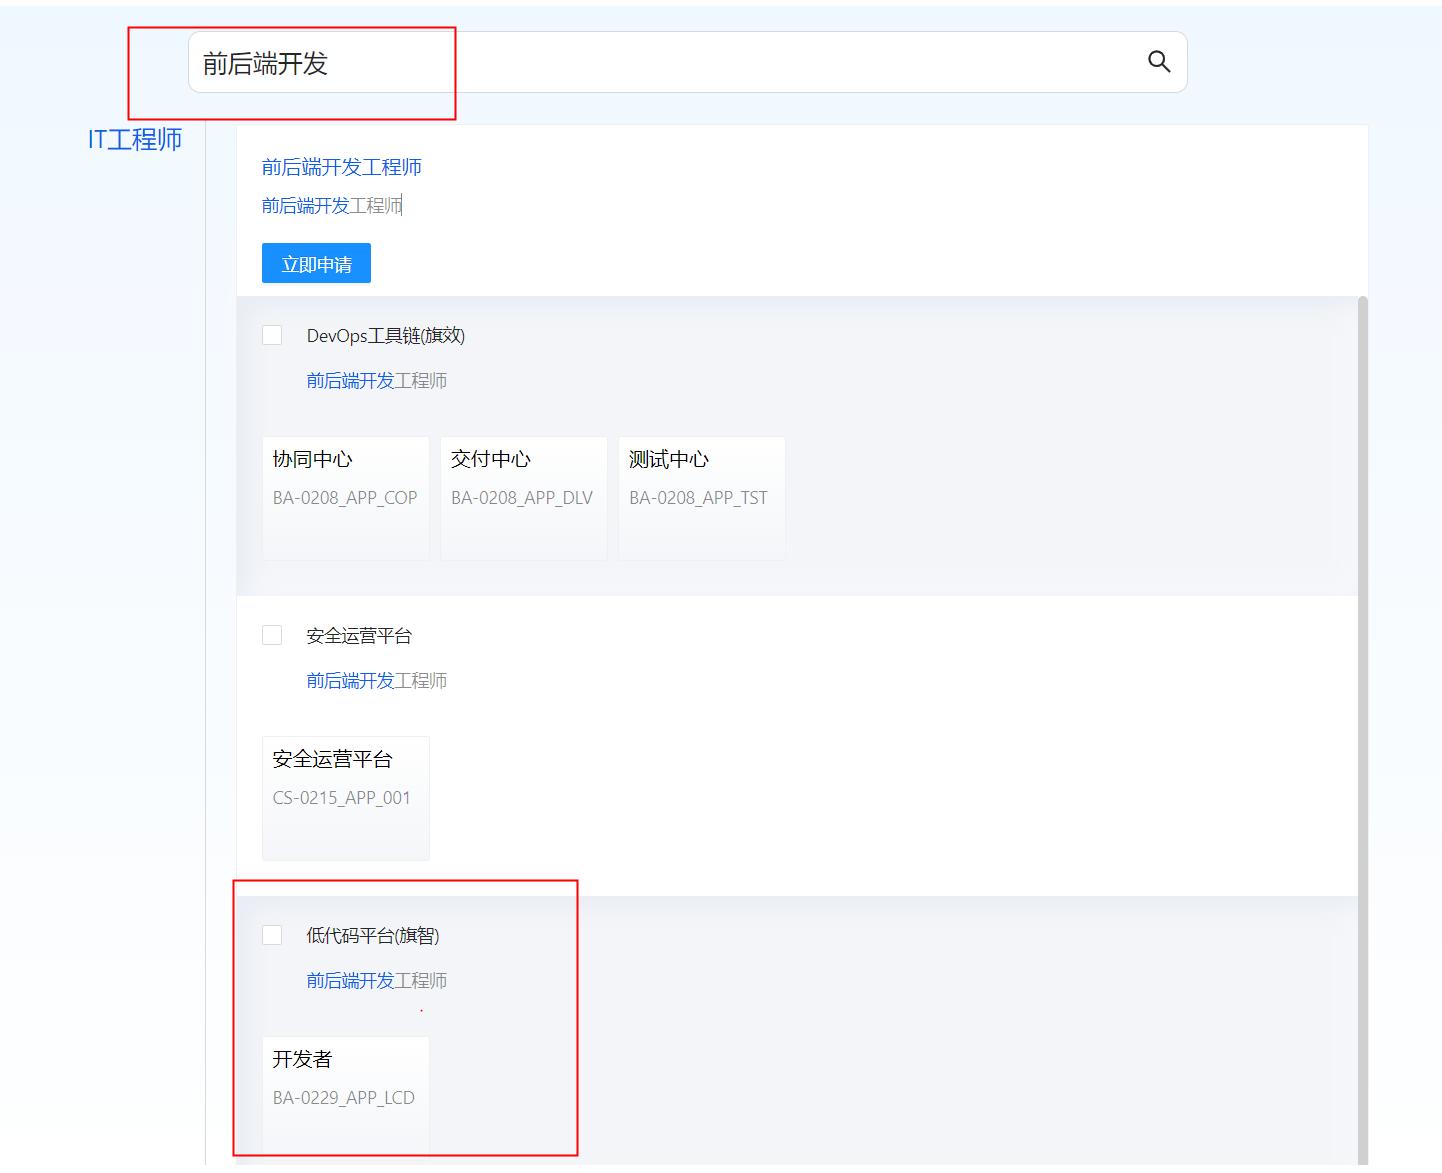 前后端开发
IT工程师
前后端开发工程师
前后端开发工程师
立即申请
DevOps工具链(旗效)
前后端开发工程师
协同中心
BA-0208_APP_COP
交付中心
BA-0208_APP_DLV
测试中心
BA-0208_APP_TST
安全运营平台
前后端开发工程师
安全运营平台
CS-0215_APP_001
低代码平台(旗智)
前后端开发工程师
开发者
BA-0229_APP_LCD